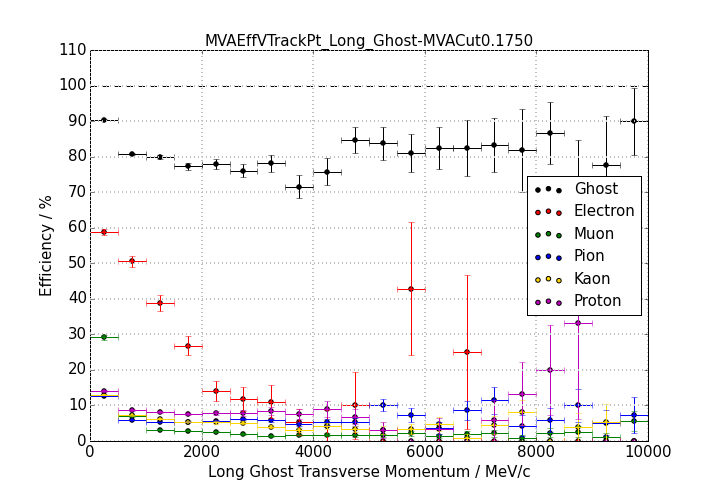 MVAEffVTrackPt_Long_Ghost-MVACut0.1750
110
100
90
80
70
60
50
40
30
20
10
0
Efficiency / %
Ghost
Electron
Muon
Pion
Kaon
Proton
0 2000 4000 6000 8000 10000
Long Ghost Transverse Momentum / MeV/c